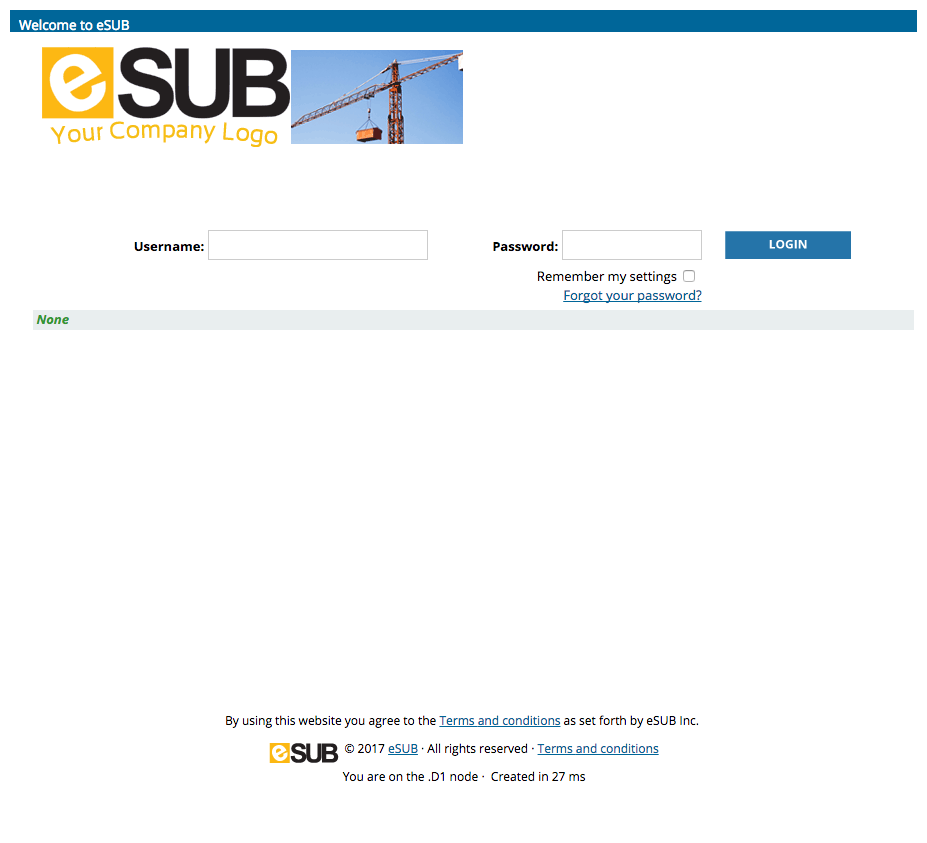 Welcome to eSUB
eSUB
Your Company Logo
Username:
Password:
LOGIN
Remember my settings
Forgot your password?
None
By using this website you agree to the Terms and conditions as set forth by eSUB Inc.
eSUB © 2017 eSUB · All rights reserved · Terms and conditions
You are on the .D1 node · Created in 27 ms